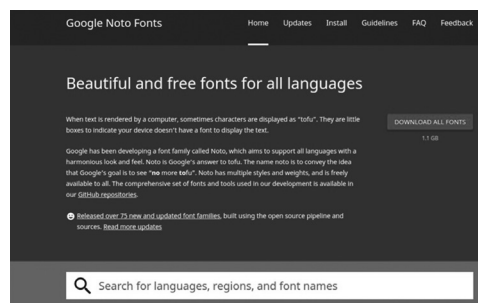 Google Noto Fonts
Home Updates Install Guidelines FAQ Feedback
Beautiful and free fonts for all languages
When text is rendered by a computer, sometimes characters are displayed as "tofu". They are little
boxes to indicate your device doesn't have a font to display the text.
DOWNLOAD ALL FONTS
1.1 GB
Google has been developing a font family called Noto, which aims to support all languages with a
harmonious look and feel. Noto is Google's answer to tofu. The name noto is to convey the idea
that Google's goal is to see "no more tofu". Noto has multiple styles and weights, and is freely
available to all. The comprehensive set of fonts and tools used in our development is available in
our GitHub repositories.
Released over 75 new and updated font families, built using the open source pipeline and
sources. Read more updates
Search for languages, regions, and font names